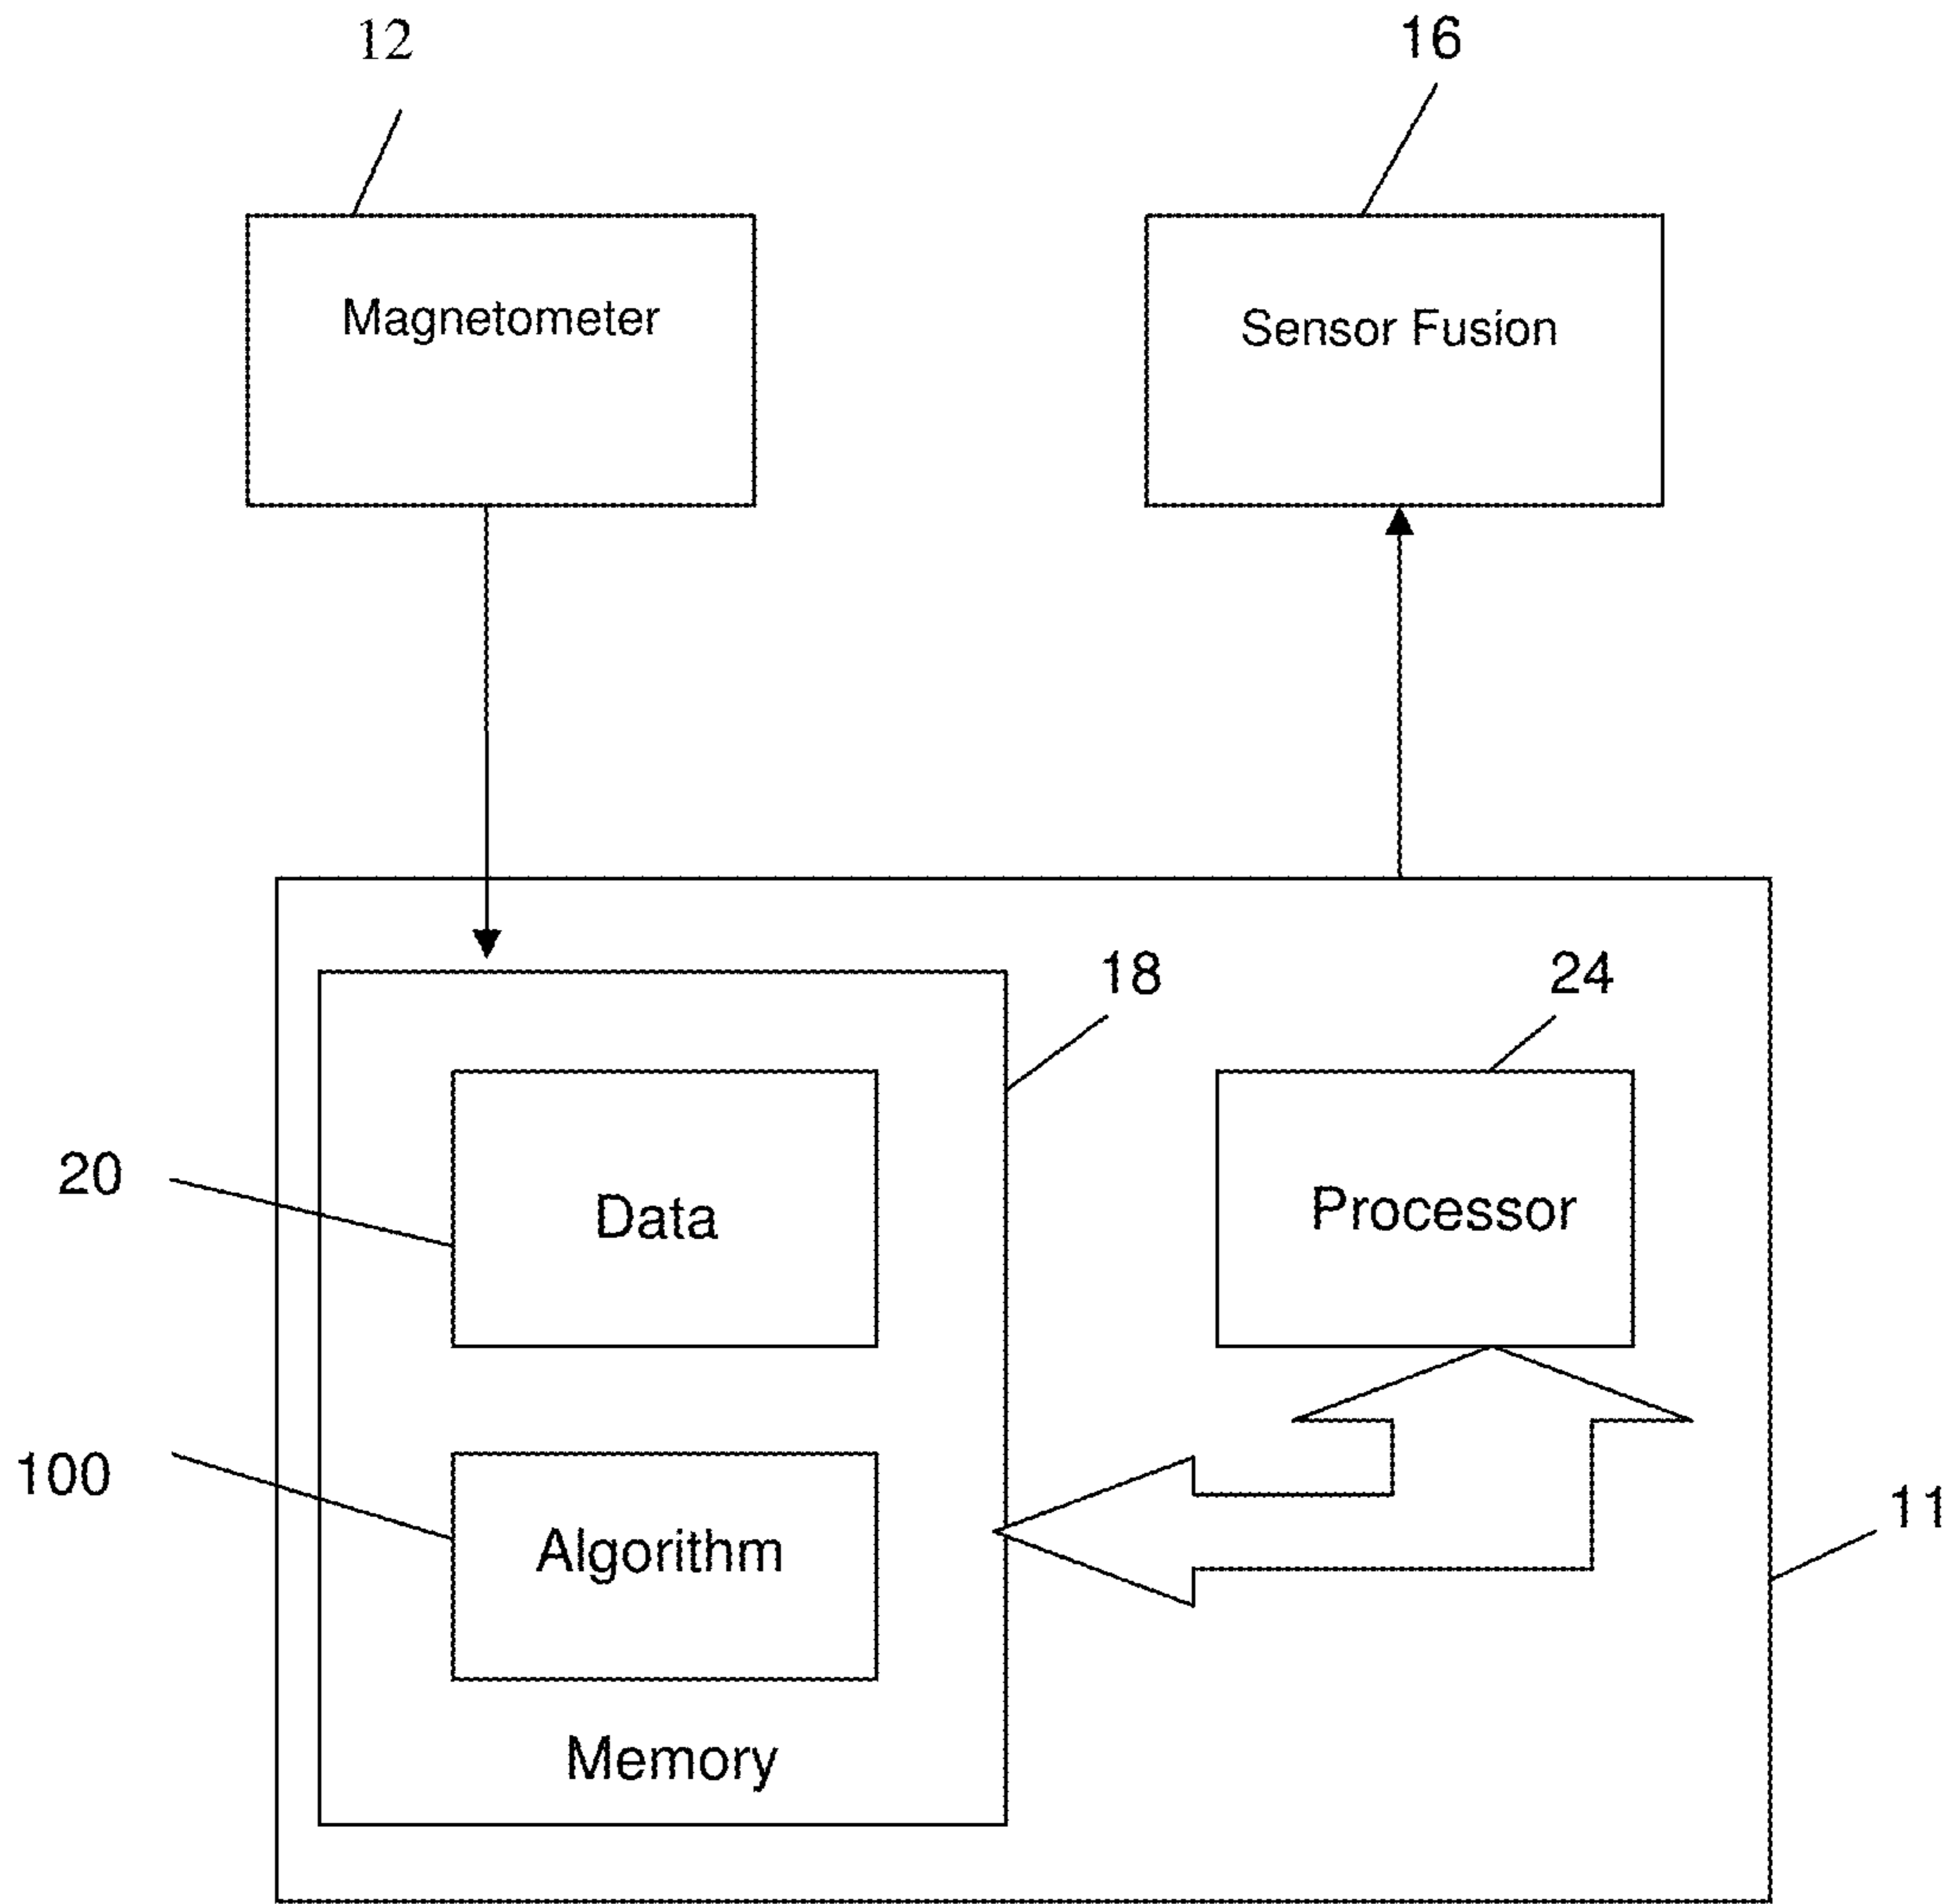 12
16
Magnetometer
Sensor Fusion
18
24
20
Data
Processor
100
Algorithm
11
Memory